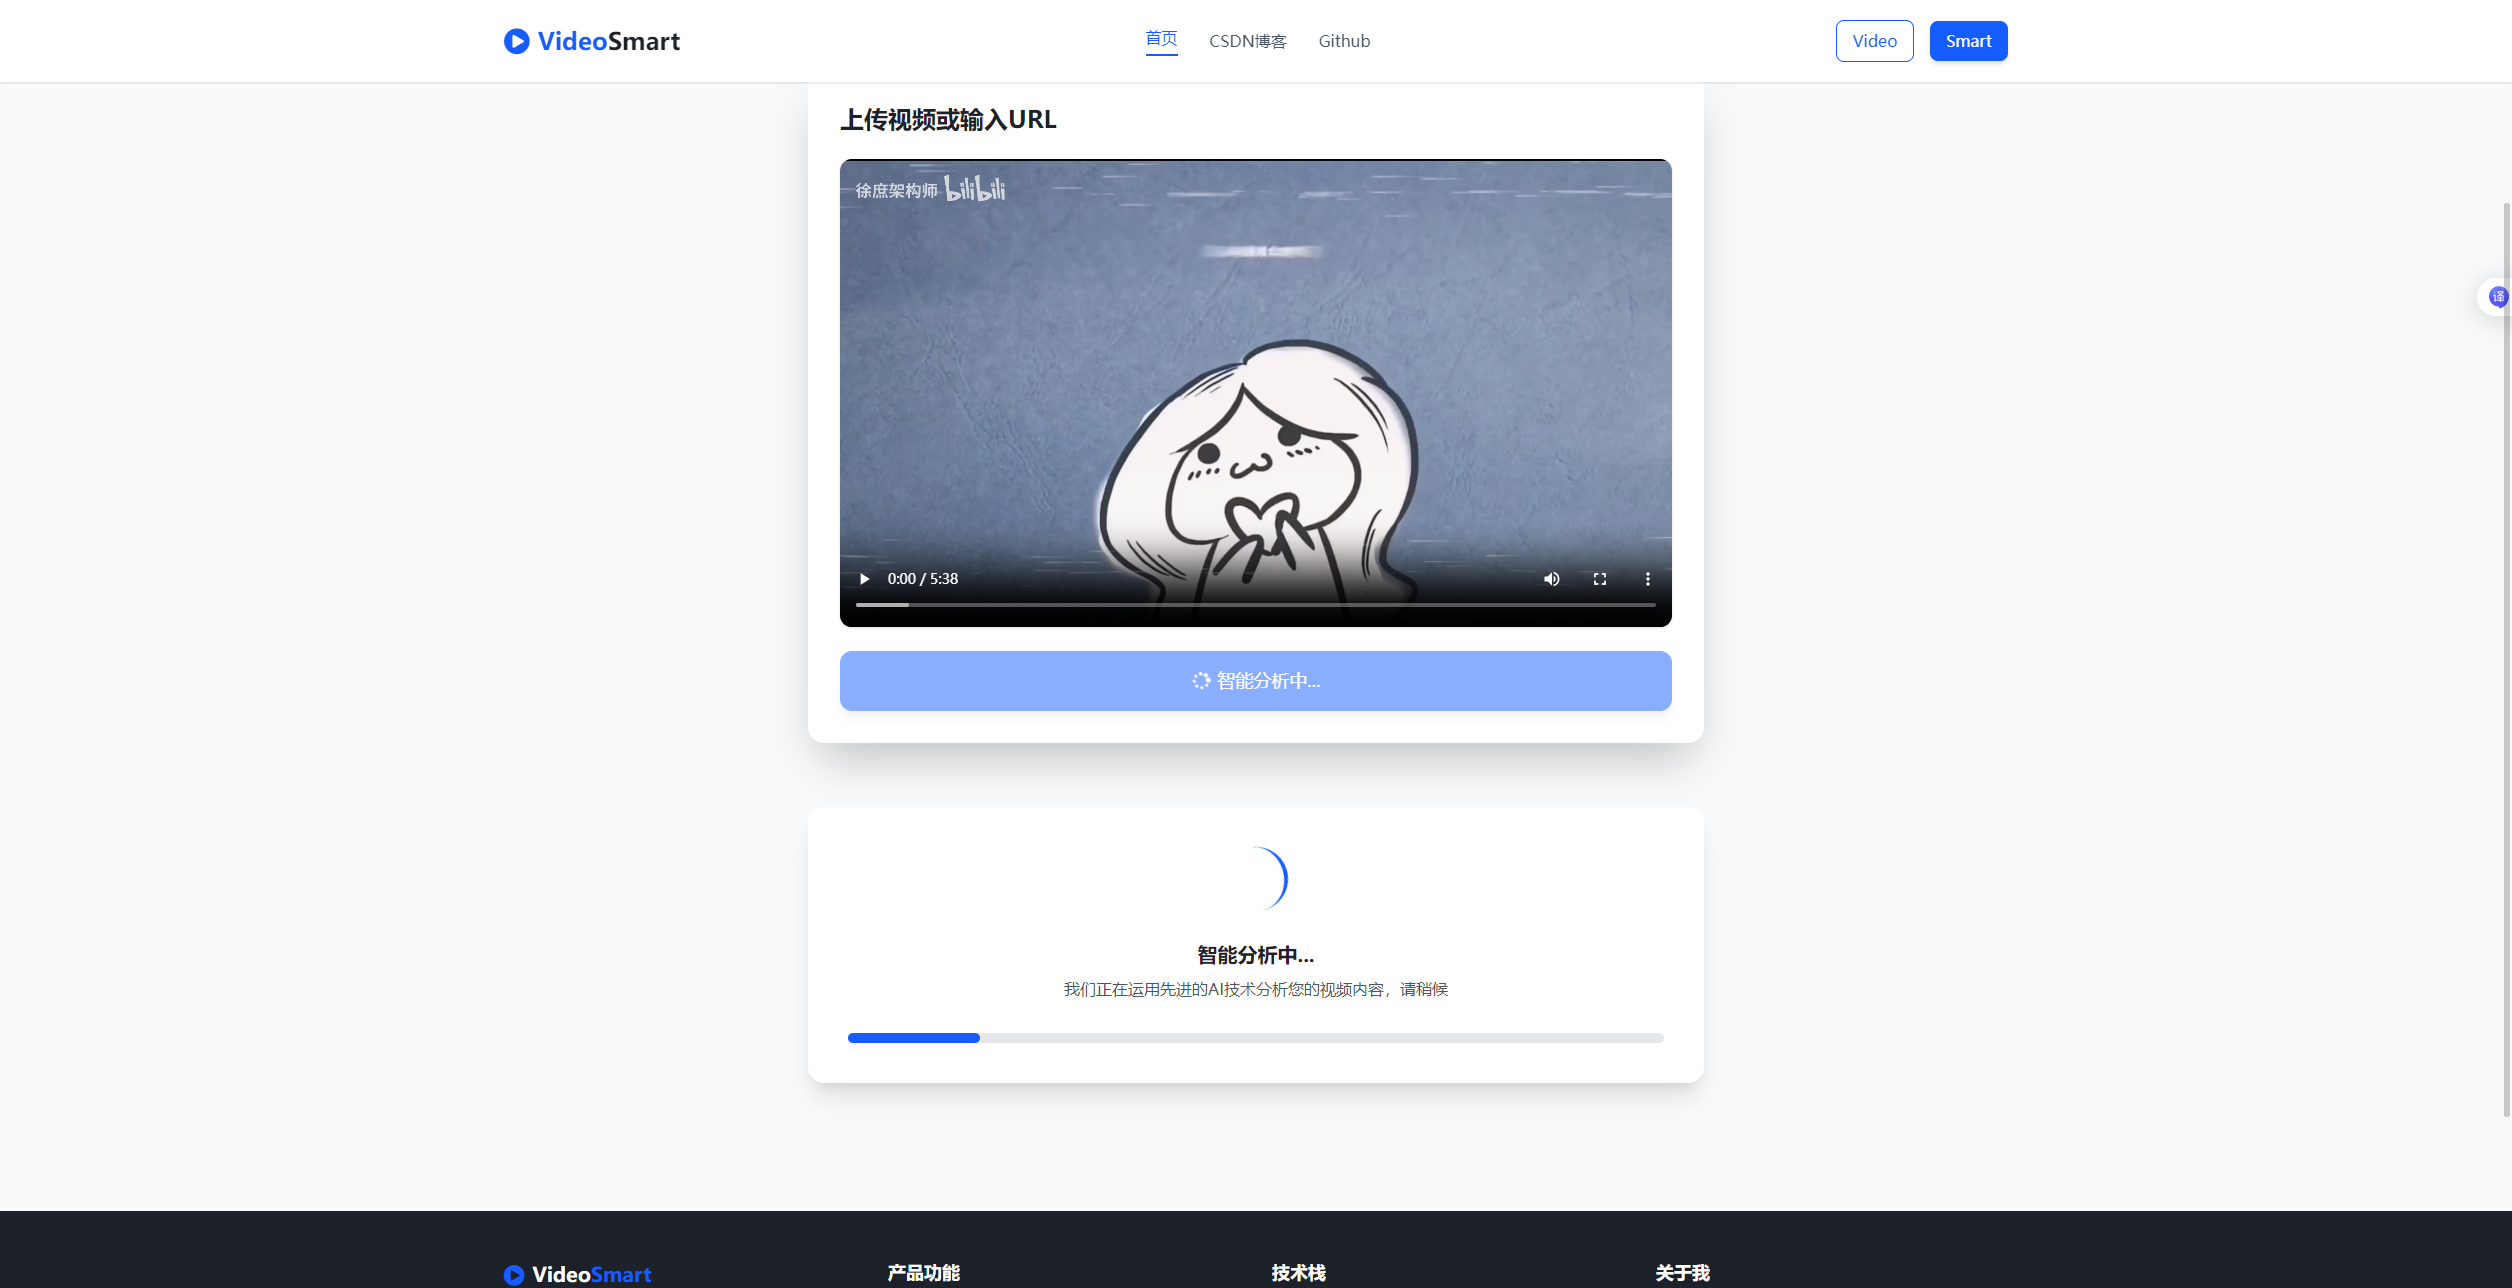 VideoSmart
首页 CSDN博客 Github
Video Smart
上传视频或输入URL
徐庶架构师 bilibili
0:00 / 5:38
智能分析中...
智能分析中...
我们正在运用先进的AI技术分析您的视频内容，请稍候
译
VideoSmart 产品功能 技术栈 关于我